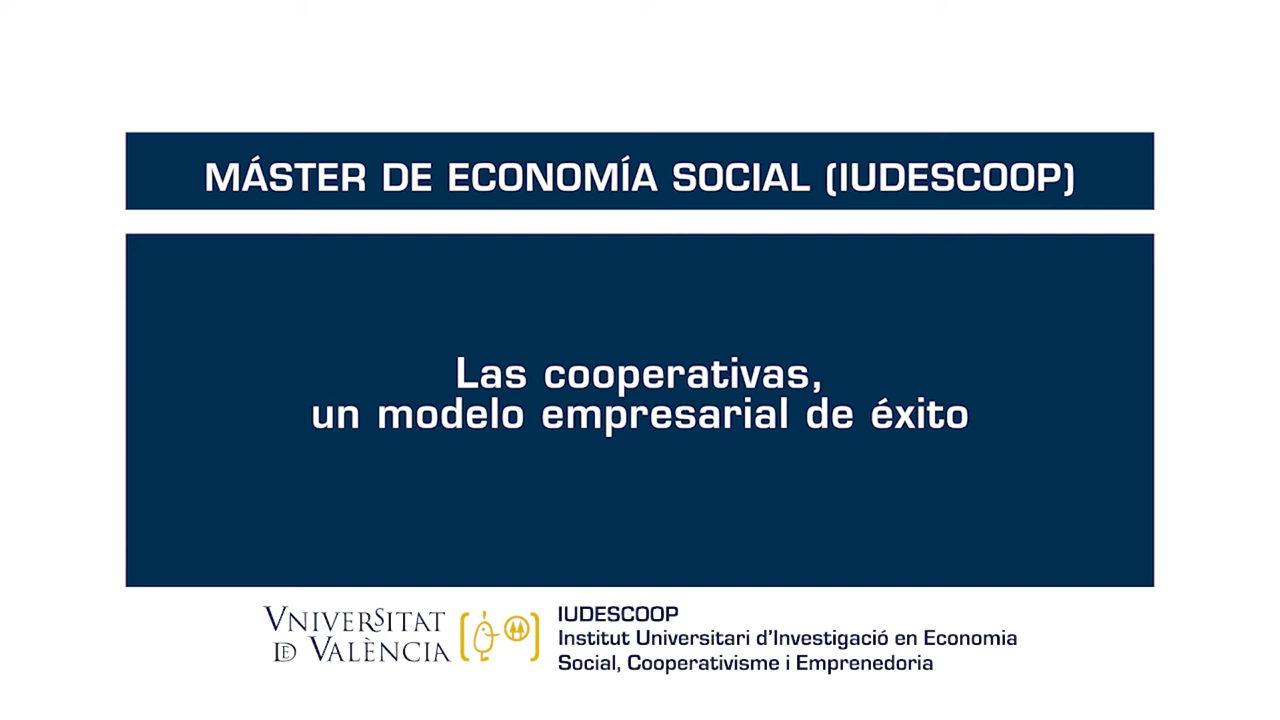 MÁSTER DE ECONOMÍA SOCIAL (IUDESCOOP)
Las cooperativas,
un modelo empresarial de éxito
VNIVERSITAT
DE VALÈNCIA
IUDESCOOP
Institut Universitari d'Investigació en Economia
Social, Cooperativisme i Emprenedoria